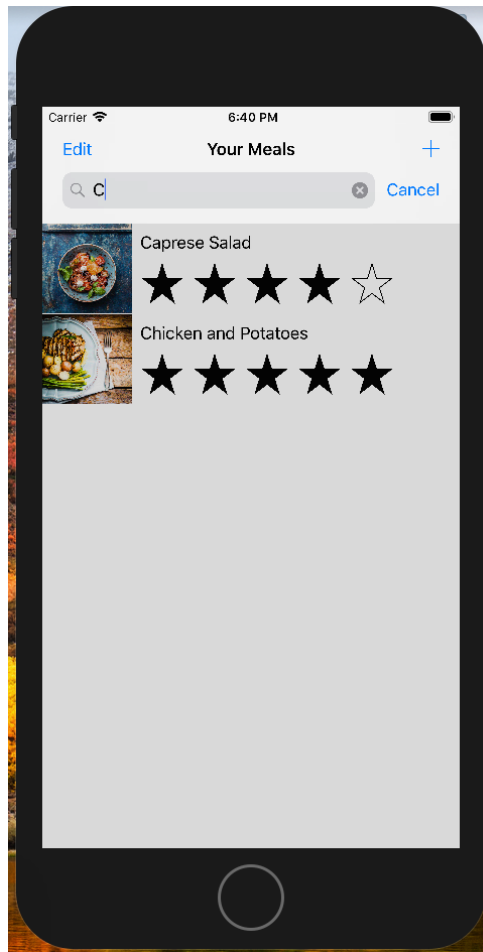 Carrier 6:40 PM
Edit Your Meals +
C Cancel
Caprese Salad
Chicken and Potatoes